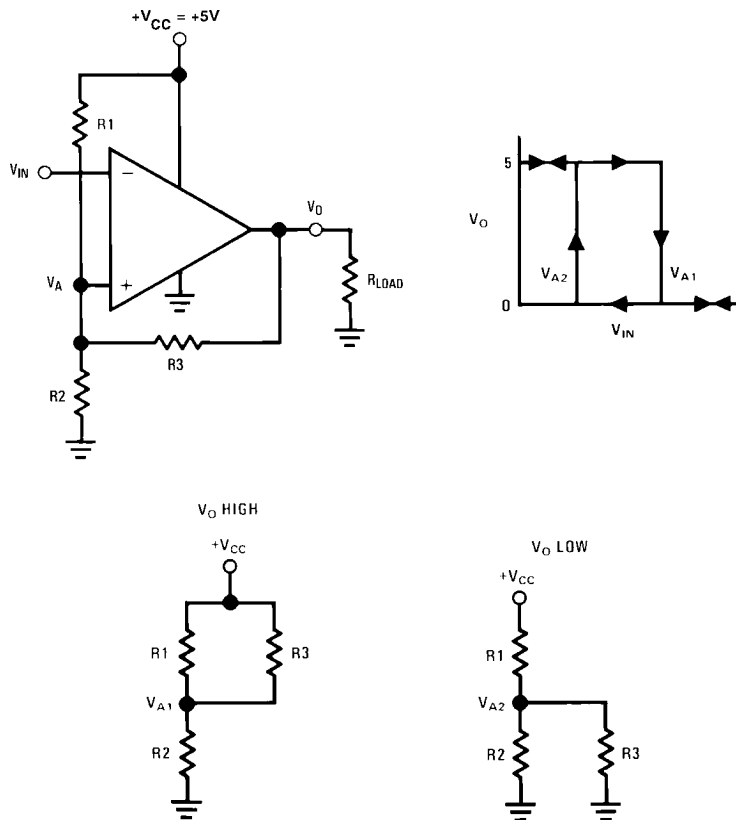 +VCC = +5V
R1
VIN
−
VO
VA
+
RLOAD
R3
R2
5
VO
VA2
VA1
0
VIN
VO HIGH
+VCC
R1
R3
VA1
R2
VO LOW
+VCC
R1
VA2
R2
R3